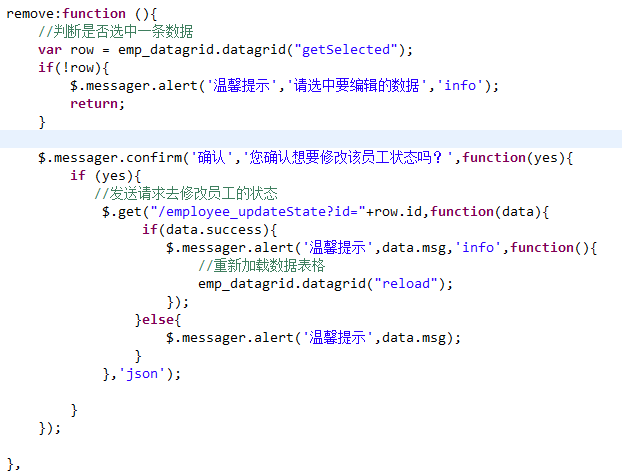 remove:function (){
    //判断是否选中一条数据
    var row = emp_datagrid.datagrid("getSelected");
    if(!row){
        $.messager.alert('温馨提示','请选中要编辑的数据','info');
        return;
    }
    $.messager.confirm('确认','您确认想要修改该员工状态吗？',function(yes){
        if (yes){
           //发送请求去修改员工的状态
            $.get("/employee_updateState?id="+row.id,function(data){
                 if(data.success){
                    $.messager.alert('温馨提示',data.msg,'info',function(){
                        //重新加载数据表格
                        emp_datagrid.datagrid("reload");
                    });
                }else{
                    $.messager.alert('温馨提示',data.msg);
                }
            },'json');
        }
    });
},